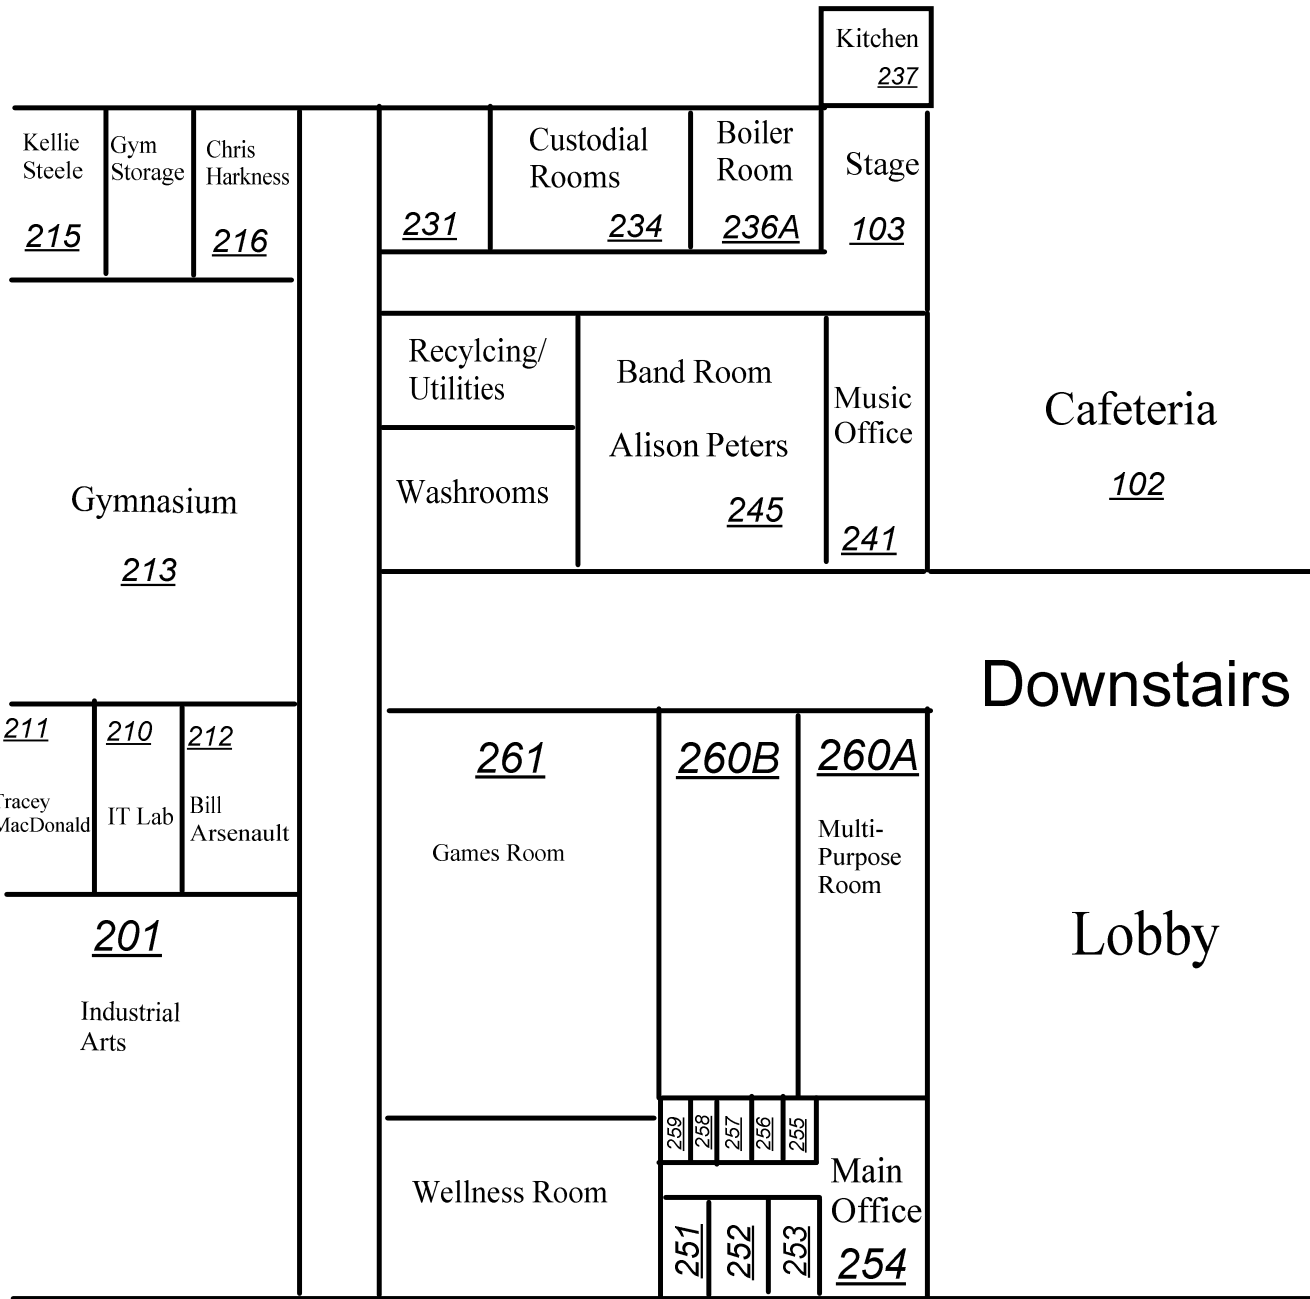 Kitchen
237
Kellie
Steele
215
Gym
Storage
Chris
Harkness
216
231
Custodial
Rooms
234
Boiler
Room
236A
Stage
103
Recylcing/
Utilities
Washrooms
Band Room
Alison Peters
245
Music
Office
241
Cafeteria
102
Gymnasium
213
Downstairs
211
Tracey
MacDonald
210
IT Lab
212
Bill
Arsenault
261
Games Room
260B
260A
Multi-
Purpose
Room
Lobby
201
Industrial
Arts
259
258
257
256
255
Wellness Room
Main
Office
254
251
252
253